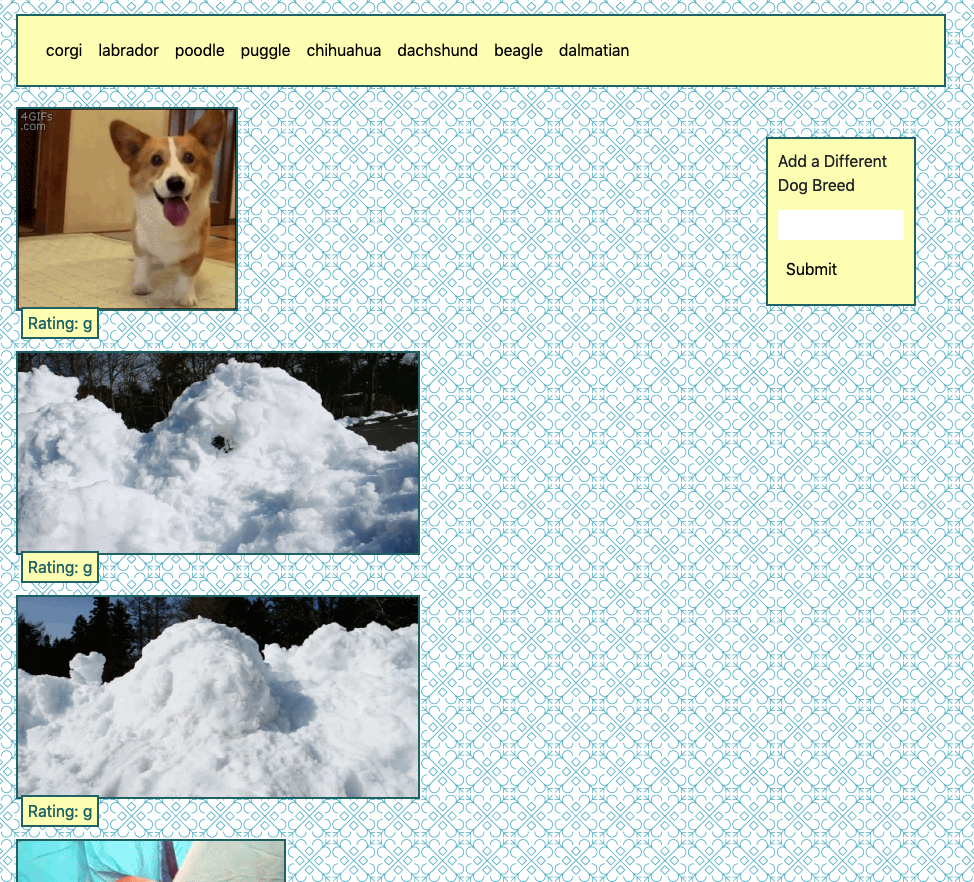 corgi labrador poodle puggle chihuahua dachshund beagle dalmatian
4GIFs
.com
Add a Different
Dog Breed
Submit
Rating: g
Rating: g
Rating: g